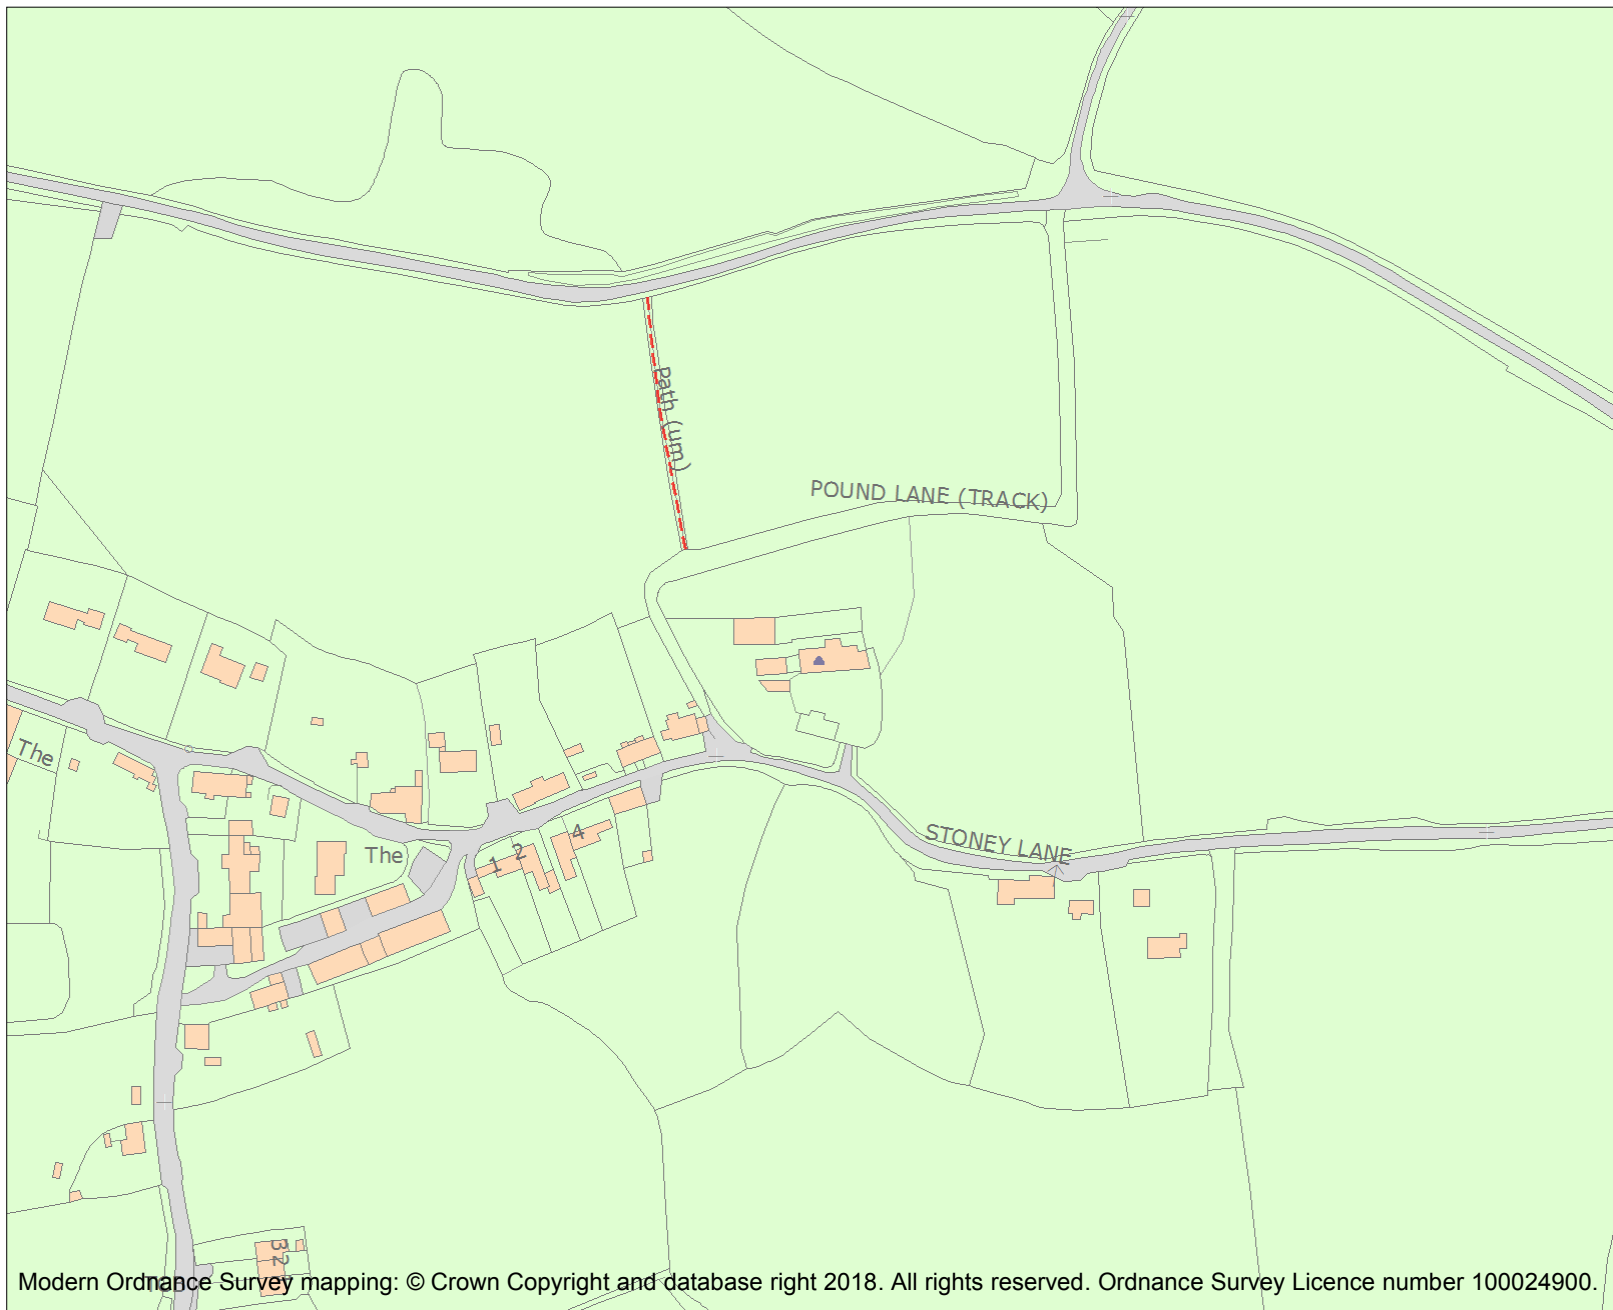 Path (um)
POUND LANE (TRACK)
The
STONEY LANE
4
The
2
1
32
Modern Ordnance Survey mapping: © Crown Copyright and database right 2018. All rights reserved. Ordnance Survey Licence number 100024900.